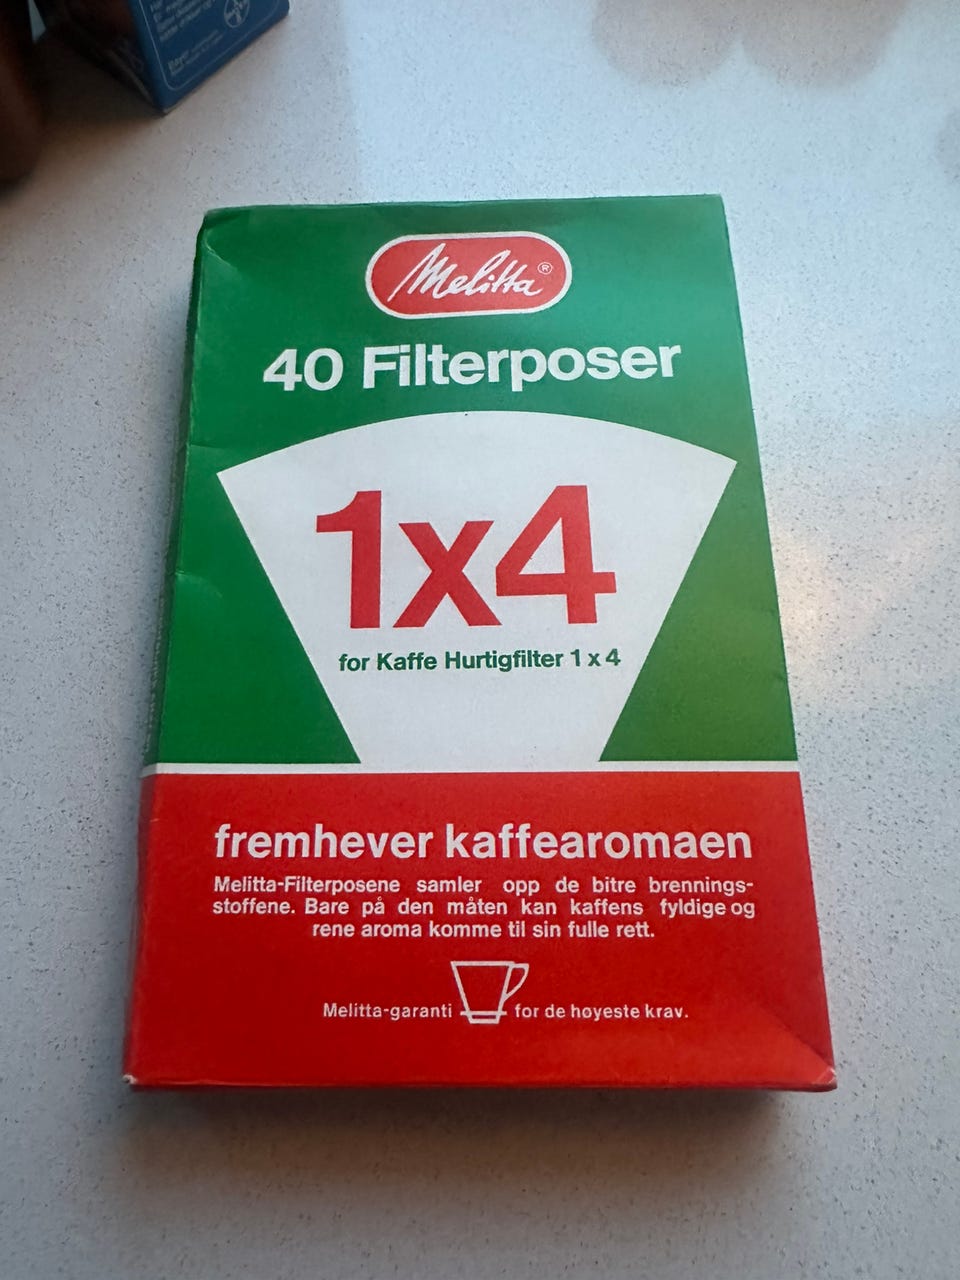 Melitta®
40 Filterposer
1x4
for Kaffe Hurtigfilter 1 x 4
fremhever kaffearomaen
Melitta-Filterposene samler opp de bitre brennings-
stoffene. Bare på den måten kan kaffens fyldige og
rene aroma komme til sin fulle rett.
Melitta-garanti for de høyeste krav.